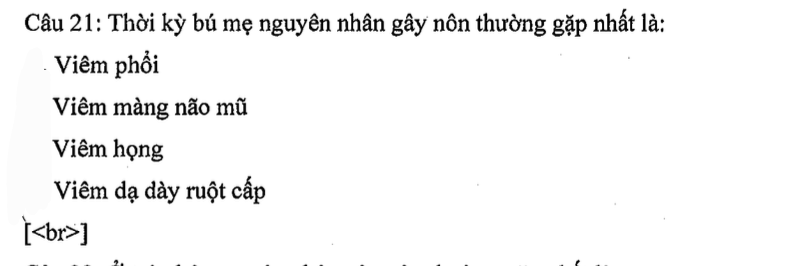 Câu 21: Thời kỳ bú mẹ nguyên nhân gây nôn thường gặp nhất là:
Viêm phổi
Viêm màng não mũ
Viêm họng
Viêm dạ dày ruột cấp
[<br>]